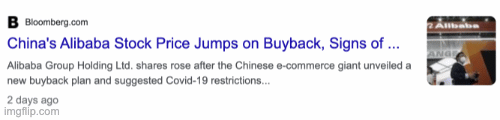 B Bloomberg.com
China's Alibaba Stock Price Jumps on Buyback, Signs of ...
Alibaba Group Holding Ltd. shares rose after the Chinese e-commerce giant unveiled a
new buyback plan and suggested Covid-19 restrictions...
2 days ago
imgflip.com
Alibaba